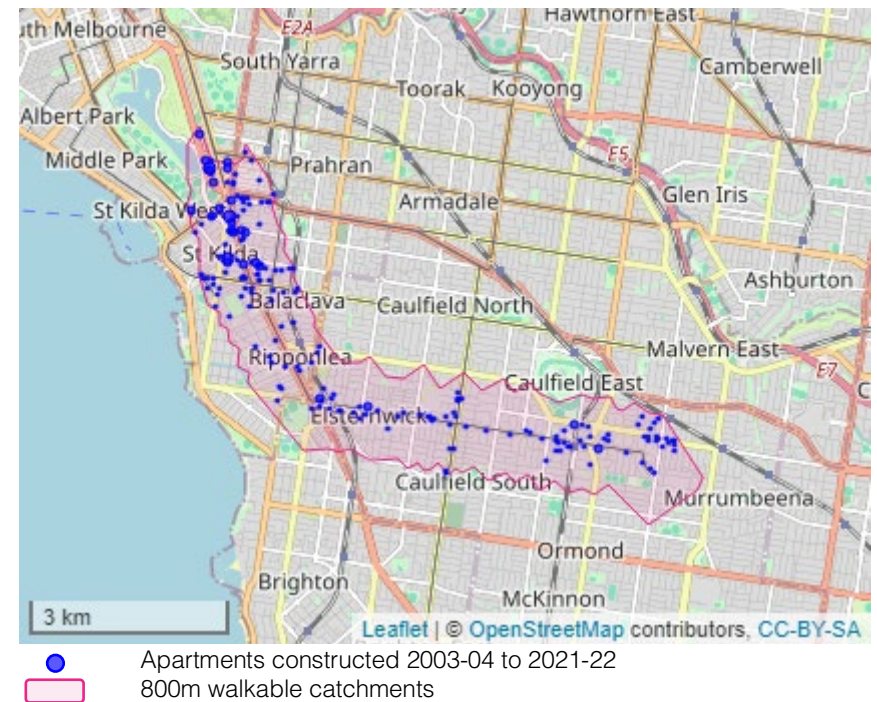 Hawthorn East
uth Melbourne
E2A
South Yarra
Camberwell
Toorak
Kooyong
Albert Park
Middle Park
Prahran
E5
Glen Iris
Armadale
St Kilda Wes
St Kilda
Ashburton
Balaclava
Caulfield North
Ripponlea
Malvern East
E7
Caulfield East
C
Elsternwick
Caulfield South
Murrumbeena
Ormond
Brighton
McKinnon
3 km
Leaflet | © OpenStreetMap contributors, CC-BY-SA
Apartments constructed 2003-04 to 2021-22
800m walkable catchments